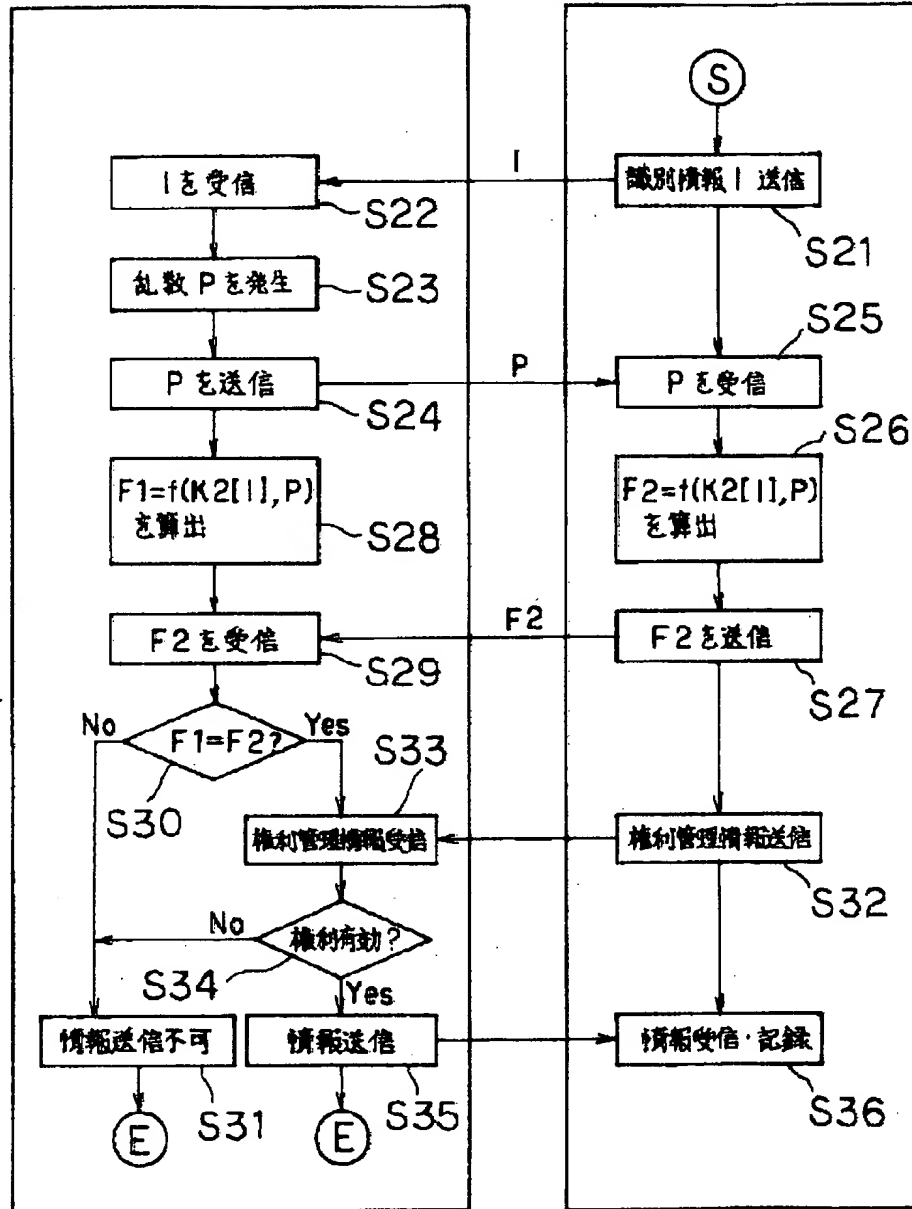 S
I
識別情報 I 送信
S21
Iを受信
S22
乱数Pを発生
S23
Pを送信
S24
P
S25
Pを受信
S26
F1=f(K2[I],P)
を算出
S28
F2=f(K2[I],P)
を算出
F2を受信
S29
F2
F2を送信
S27
No
F1=F2?
Yes
S30
S33
権利管理情報受信
権利管理情報送信
S32
No
権利有効?
S34
Yes
情報送信不可
S31
E
情報送信
S35
E
情報受信・記録
S36